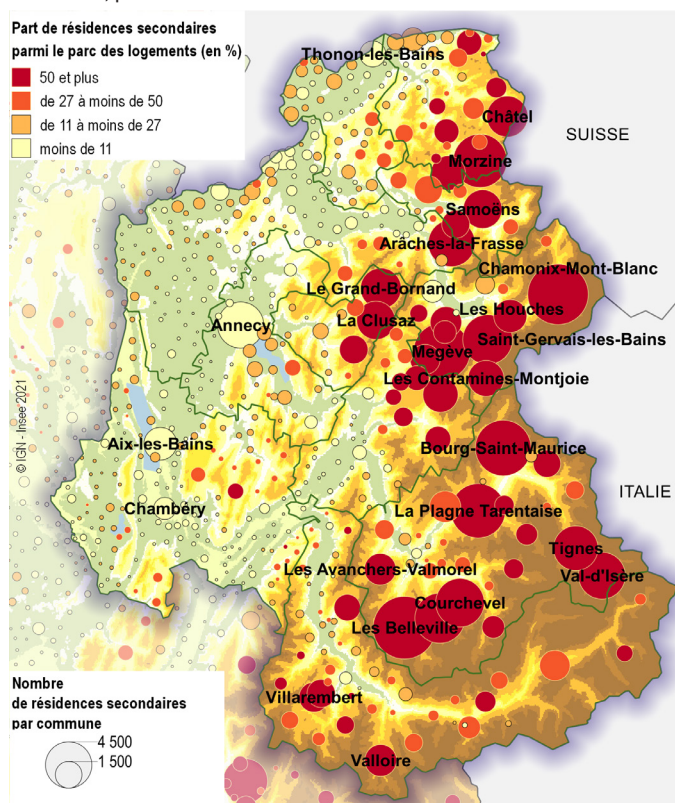 Part de résidences secondaires
parmi le parc des logements (en %)
50 et plus
de 27 à moins de 50
de 11 à moins de 27
moins de 11
Thonon-les-Bains
Châtel
SUISSE
Morzine
Samoëns
Arâches-la-Frasse
Chamonix-Mont-Blanc
Le Grand-Bornand
Les Houches
La Clusaz
Annecy
Saint-Gervais-les-Bains
Megève
Les Contamines-Montjoie
© IGN - Insee 2021
Aix-les-Bains
Bourg-Saint-Maurice
ITALIE
Chambéry
La Plagne Tarentaise
Tignes
Les Avanchers-Valmorel
Val-d'Isère
Courchevel
Les Belleville
Nombre
de résidences secondaires
par commune
4 500
1 500
Villarembert
Valloire